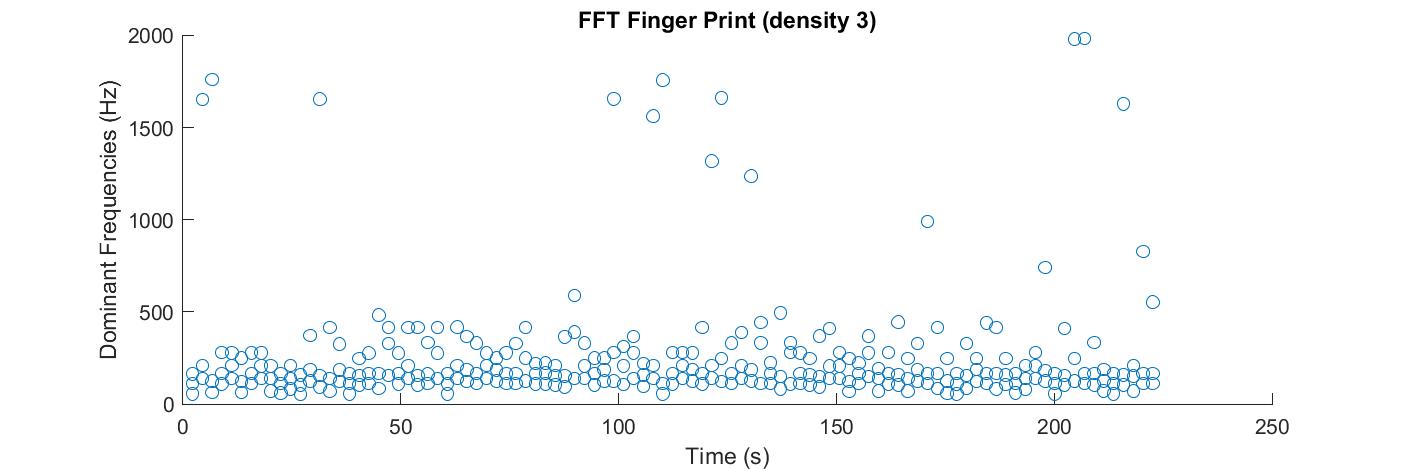 FFT Finger Print (density 3)
2000
1500
1000
500
0
Dominant Frequencies (Hz)
0 50 100 150 200 250
Time (s)